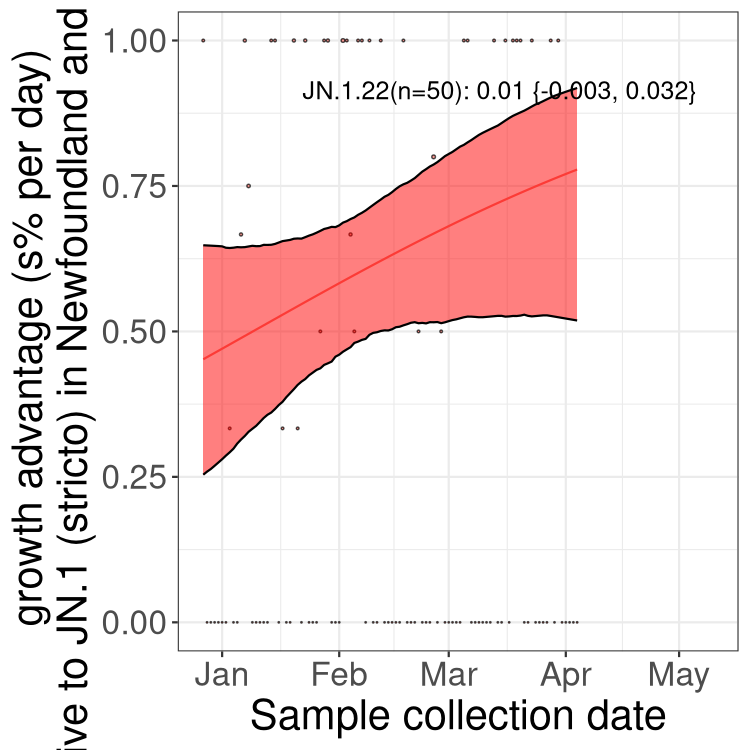 growth advantage (s% per day)
ive to JN.1 (stricto) in Newfoundland and
1.00
0.75
0.50
0.25
0.00
JN.1.22(n=50): 0.01 {-0.003, 0.032}
Jan Feb Mar Apr May
Sample collection date